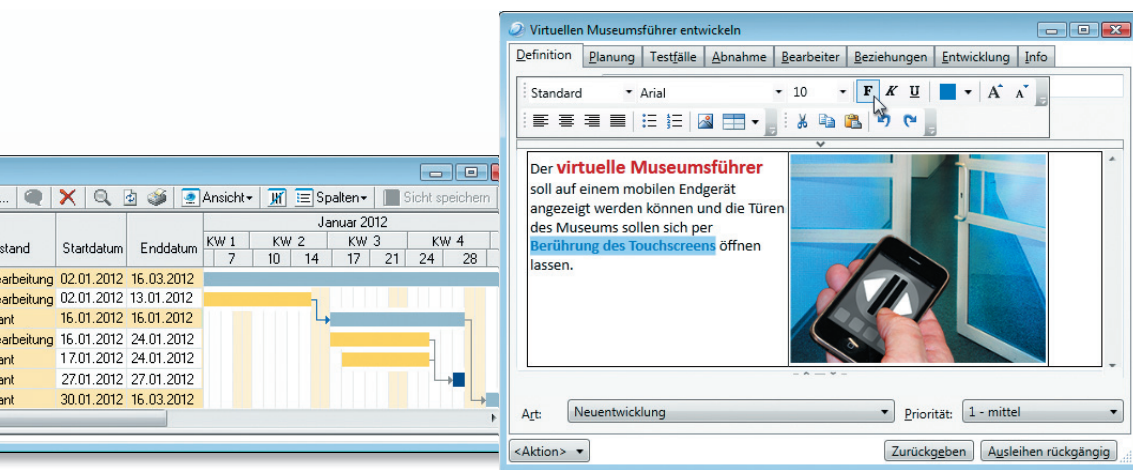 Virtuellen Museumsführer entwickeln
Definition Planung Testfälle Abnahme Bearbeiter Beziehungen Entwicklung Info
Standard Arial 10 F K U A A
Der virtuelle Museumsführer
soll auf einem mobilen Endgerät
angezeigt werden können und die Türen
des Museums sollen sich per
Berührung des Touchscreens öffnen
lassen.
Art: Neuentwicklung Priorität: 1 - mittel
<Aktion> Zurückgeben Ausleihen rückgängig
... Ansicht Spalten Sicht speichern
stand Startdatum Enddatum Januar 2012
KW 1 KW 2 KW 3 KW 4
7 10 14 17 21 24 28
earbeitung 02.01.2012 16.03.2012
earbeitung 02.01.2012 13.01.2012
ant 16.01.2012 16.01.2012
earbeitung 16.01.2012 24.01.2012
ant 17.01.2012 24.01.2012
ant 27.01.2012 27.01.2012
ant 30.01.2012 16.03.2012